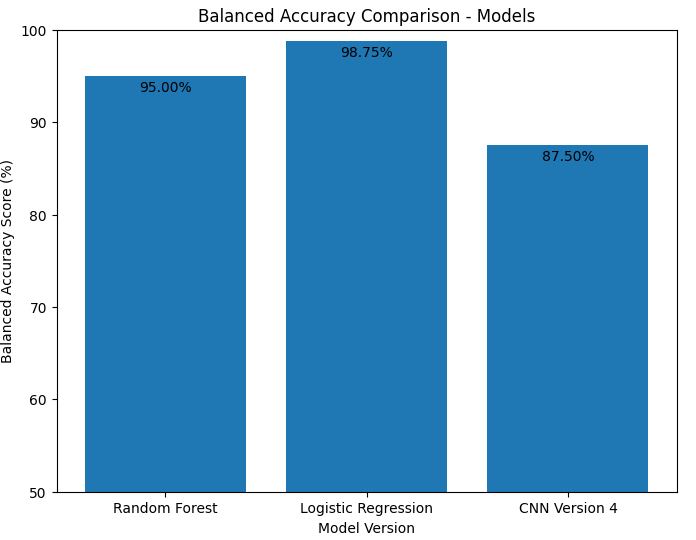 Balanced Accuracy Comparison - Models
Balanced Accuracy Score (%)
100
90
80
70
60
50
95.00%
98.75%
87.50%
Random Forest
Logistic Regression
CNN Version 4
Model Version